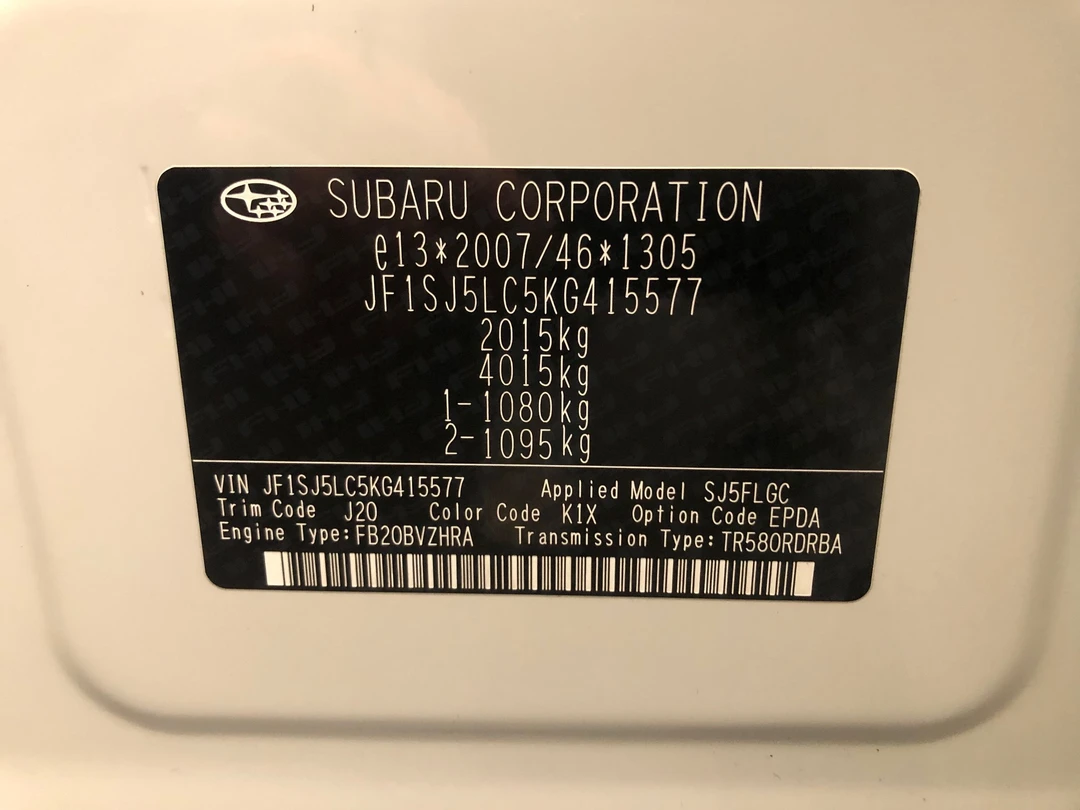 SUBARU CORPORATION
e13*2007/46*1305
JF1SJ5LC5KG415577
2015kg
4015kg
1-1080kg
2-1095kg
VIN JF1SJ5LC5KG415577 Applied Model SJ5FLGC
Trim Code J20 Color Code K1X Option Code EPDA
Engine Type:FB20BVZHRA Transmission Type:TR580RDRBA